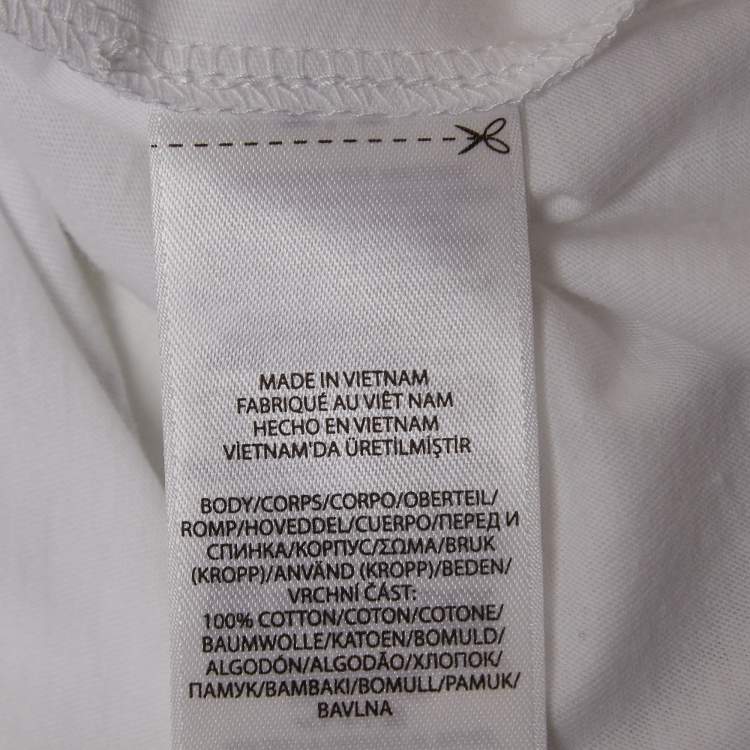 MADE IN VIETNAM
FABRIQUÉ AU VIÊT NAM
HECHO EN VIETNAM
VİETNAM'DA ÜRETİLMİŞTİR
BODY/CORPS/CORPO/OBERTEIL/
ROMP/HOVEDDEL/CUERPO/ПЕРЕД И
СПИНКА/КОРПУС/ΣΩΜΑ/BRUK
(KROPP)/ANVÄND (KROPP)/BEDEN/
VRCHNÍ ČÁST:
100% COTTON/COTON/COTONE/
BAUMWOLLE/KATOEN/BOMULD/
ALGODÓN/ALGODÃO/ХЛОПОК/
ПАМУК/BAMBAKI/BOMULL/PAMUK/
BAVLNA